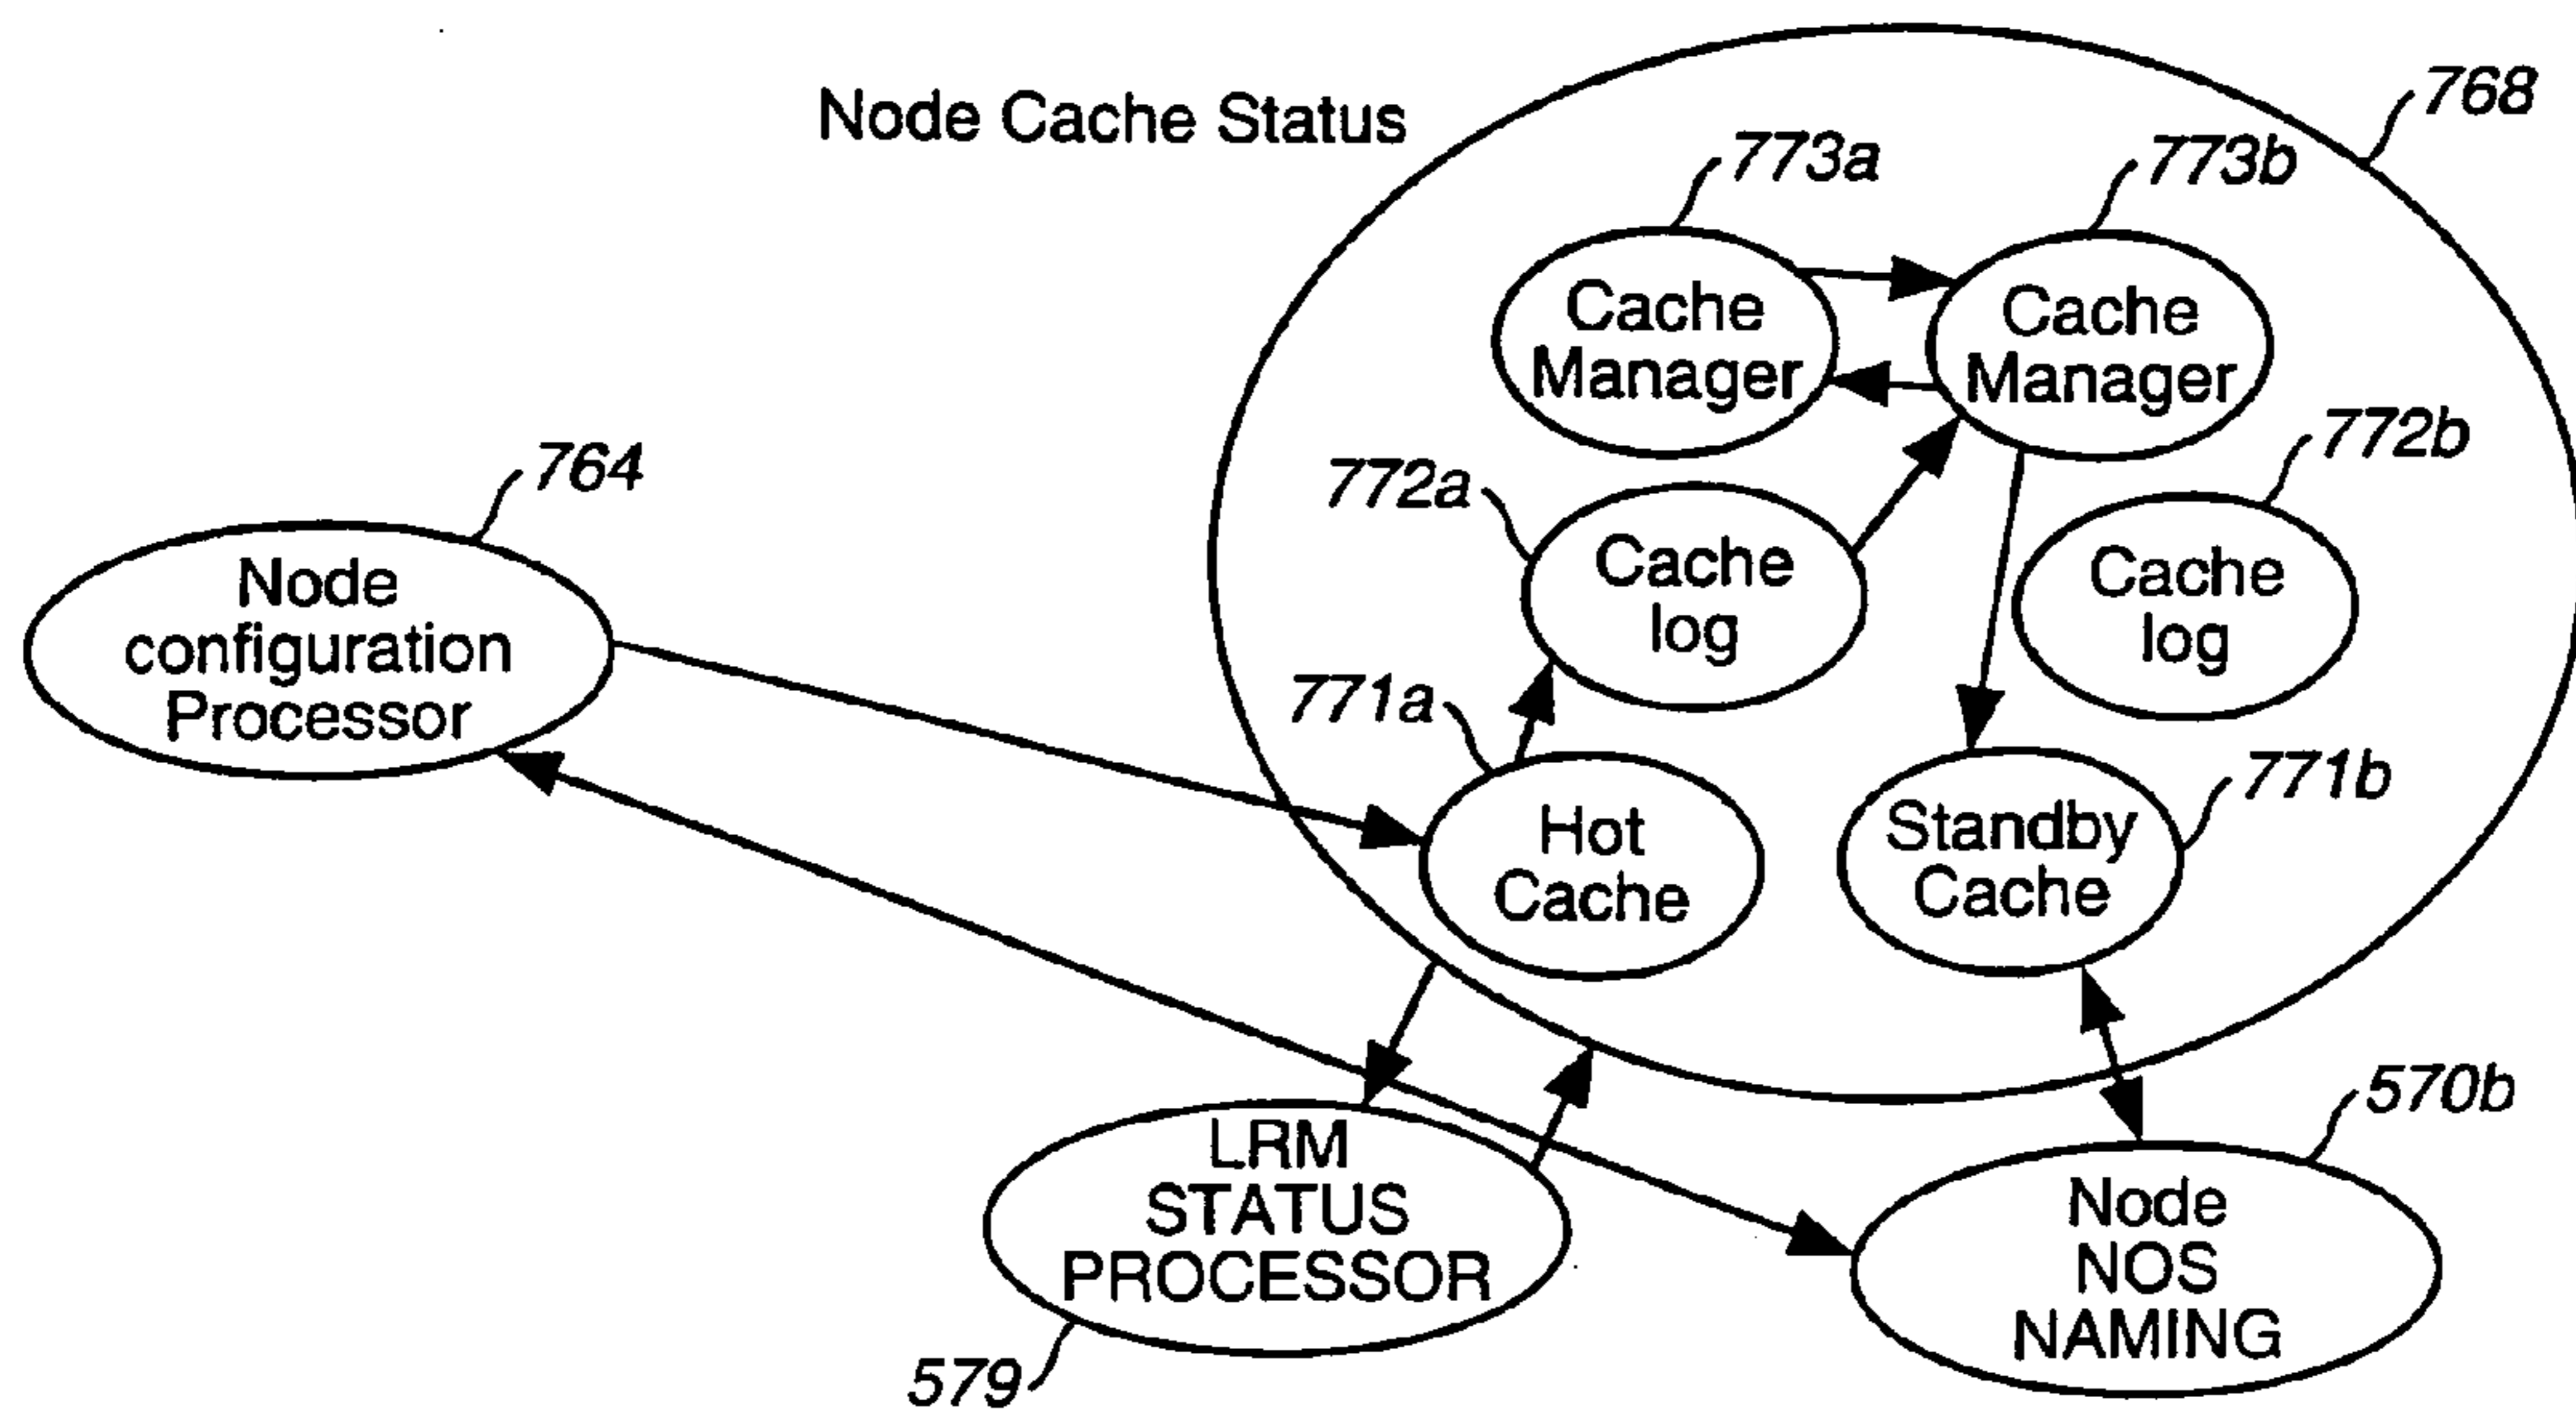 Node Cache Status
768
773a
773b
Cache
Manager
Cache
Manager
772a
772b
Cache
log
Cache
log
764
Node
configuration
Processor
771a
771b
Hot
Cache
Standby
Cache
570b
LRM
STATUS
PROCESSOR
Node
NOS
NAMING
579